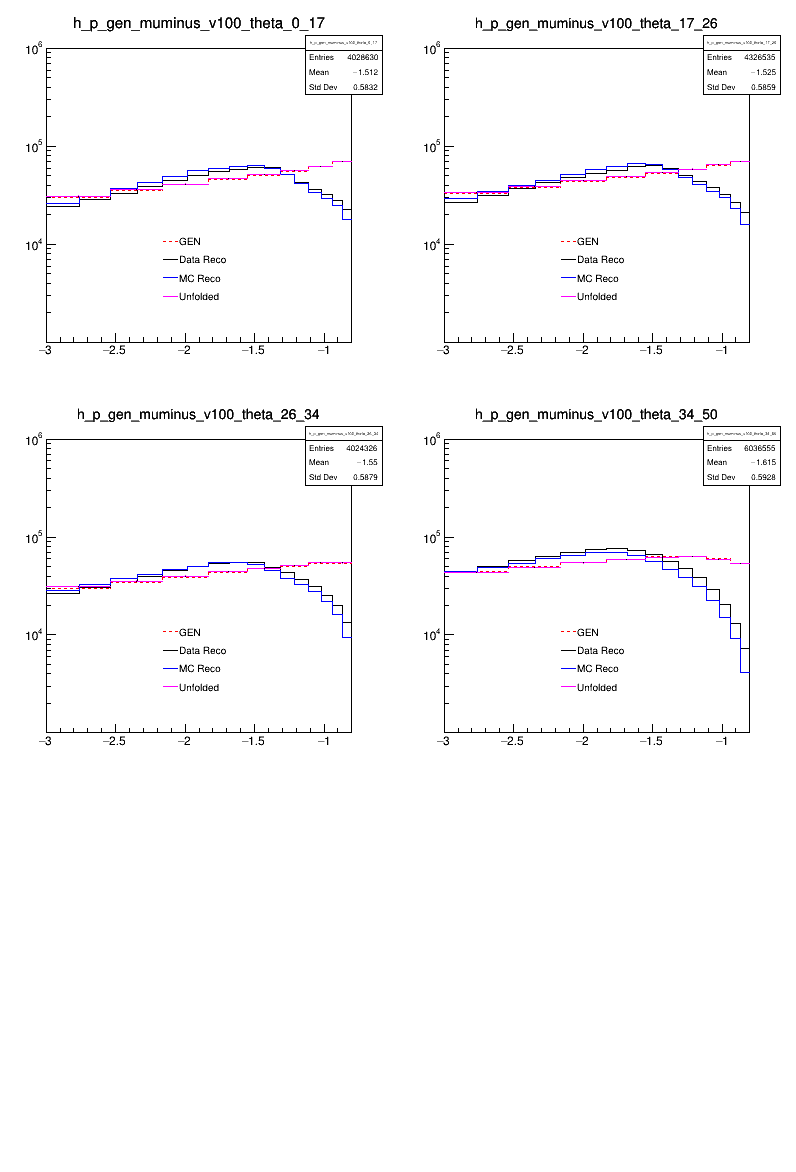 h_p_gen_muminus_v100_theta_0_17
h_p_gen_muminus_v100_theta_0_17
Entries 4028630
Mean −1.512
Std Dev 0.5832
10^6
10^5
10^4
GEN
Data Reco
MC Reco
Unfolded
−3 −2.5 −2 −1.5 −1
h_p_gen_muminus_v100_theta_17_26
h_p_gen_muminus_v100_theta_17_26
Entries 4326535
Mean −1.525
Std Dev 0.5859
10^6
10^5
10^4
GEN
Data Reco
MC Reco
Unfolded
−3 −2.5 −2 −1.5 −1
h_p_gen_muminus_v100_theta_26_34
h_p_gen_muminus_v100_theta_26_34
Entries 4024326
Mean −1.55
Std Dev 0.5879
10^6
10^5
10^4
GEN
Data Reco
MC Reco
Unfolded
−3 −2.5 −2 −1.5 −1
h_p_gen_muminus_v100_theta_34_50
h_p_gen_muminus_v100_theta_34_50
Entries 6036555
Mean −1.615
Std Dev 0.5928
10^6
10^5
10^4
GEN
Data Reco
MC Reco
Unfolded
−3 −2.5 −2 −1.5 −1